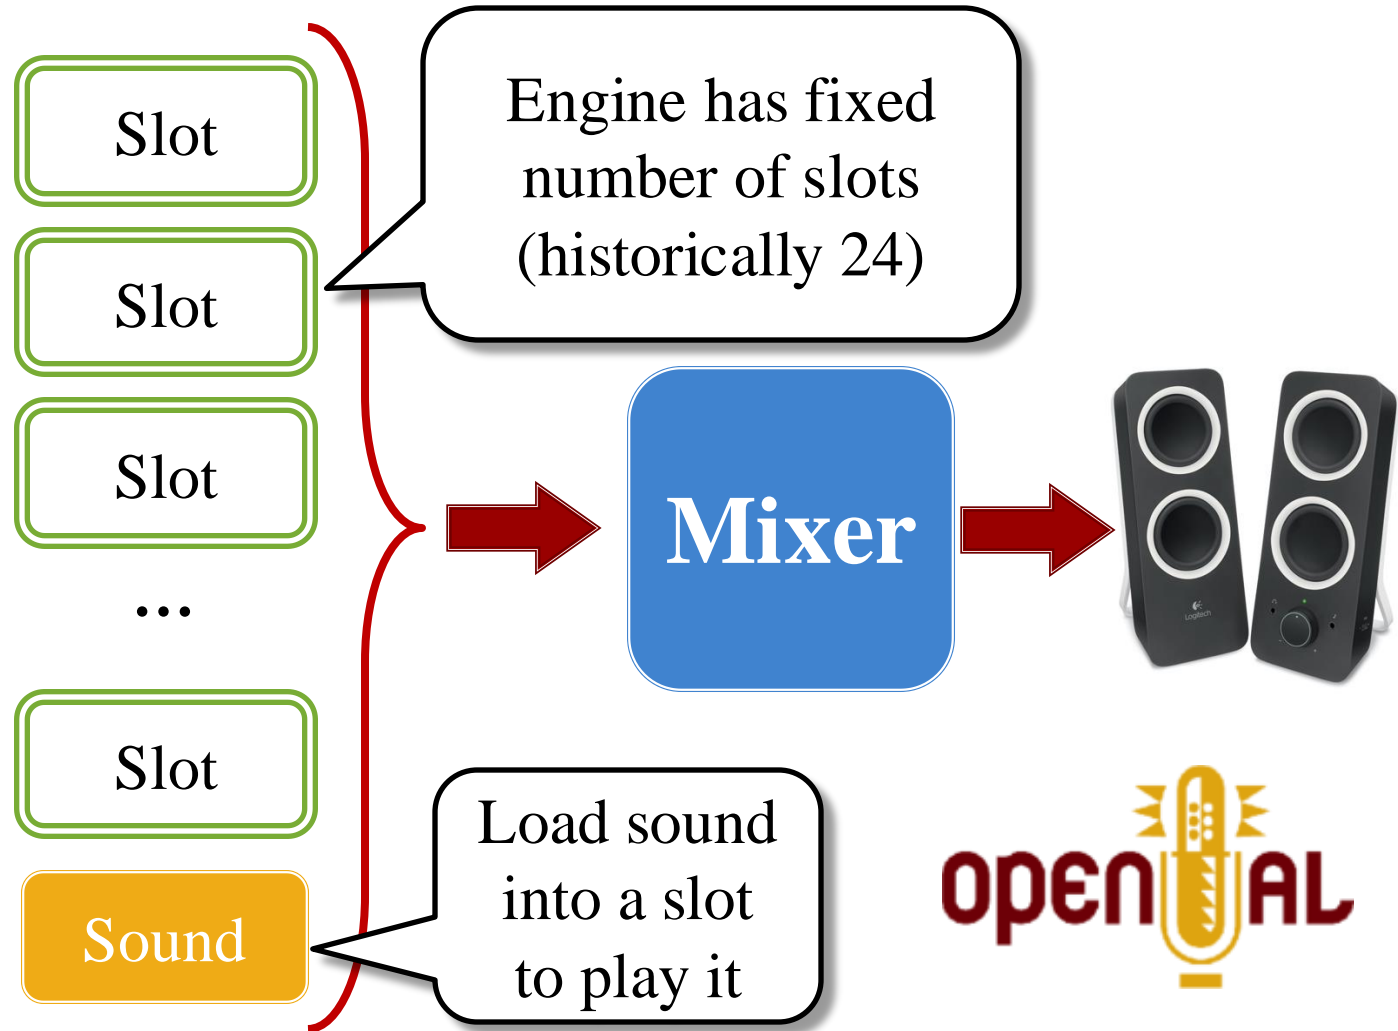 Slot
Engine has fixed
number of slots
(historically 24)
Slot
Slot
...
Mixer
Logitech
Slot
Sound
Load sound
into a slot
to play it
OPENAL